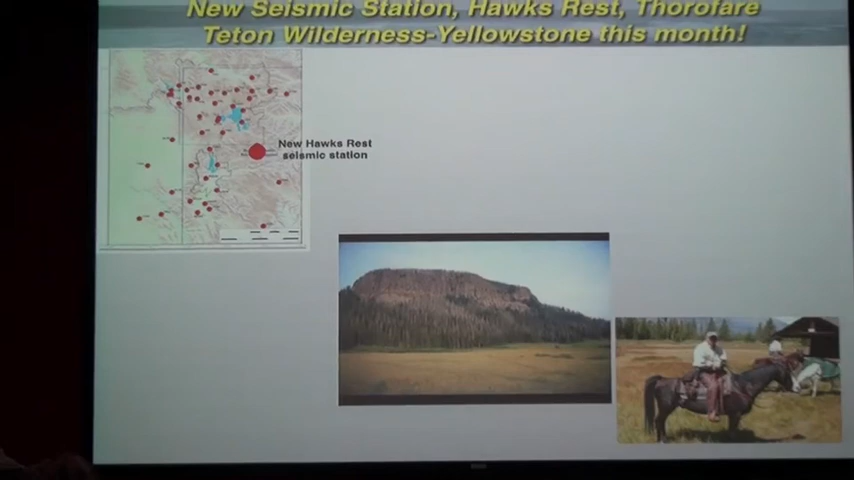 New Seismic Station, Hawks Rest, Thorofare
Teton Wilderness-Yellowstone this month!
New Hawks Rest
seismic station